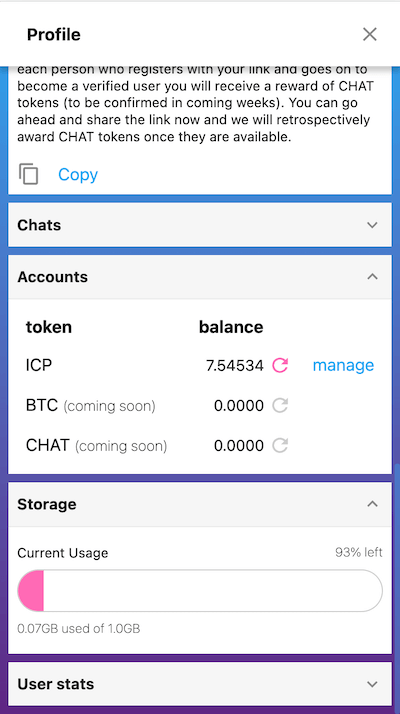 Profile
each person who registers with your link and goes on to
become a verified user you will receive a reward of CHAT
tokens (to be confirmed in coming weeks). You can go
ahead and share the link now and we will retrospectively
award CHAT tokens once they are available.
Copy
Chats
Accounts
token balance
ICP 7.54534 manage
BTC (coming soon) 0.0000
CHAT (coming soon) 0.0000
Storage
Current Usage 93% left
0.07GB used of 1.0GB
User stats